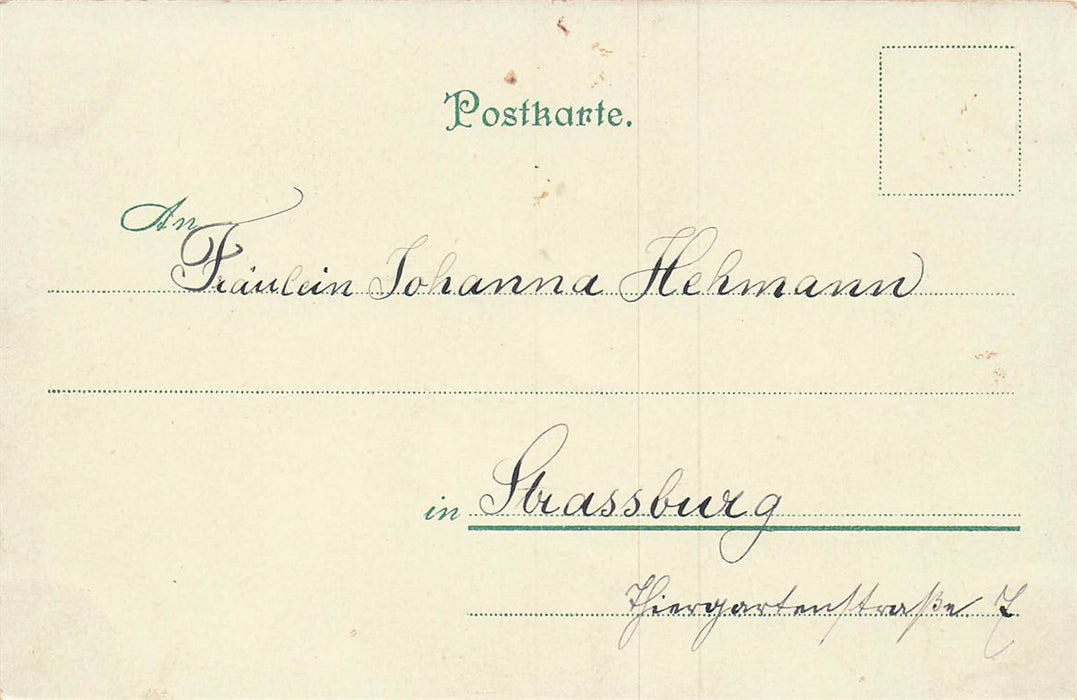 Postkarte.
An
Fräulein Johanna Hehmann
in Strassburg
Thiergartenstraße 7